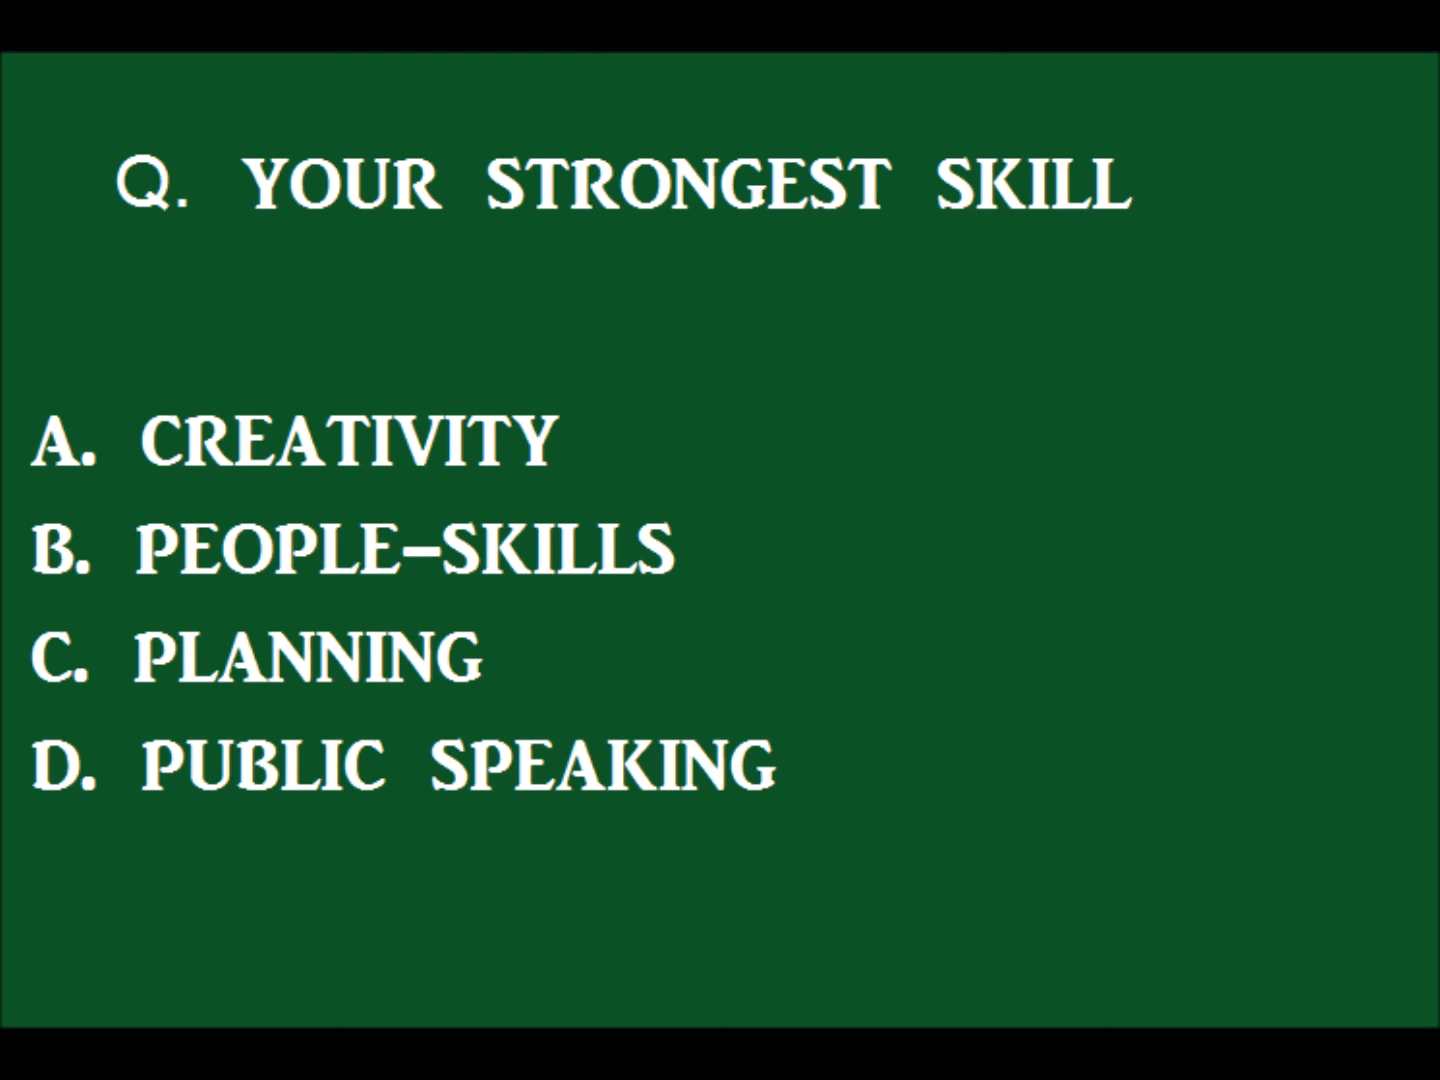 Q. YOUR STRONGEST SKILL
A. CREATIVITY
B. PEOPLE-SKILLS
C. PLANNING
D. PUBLIC SPEAKING